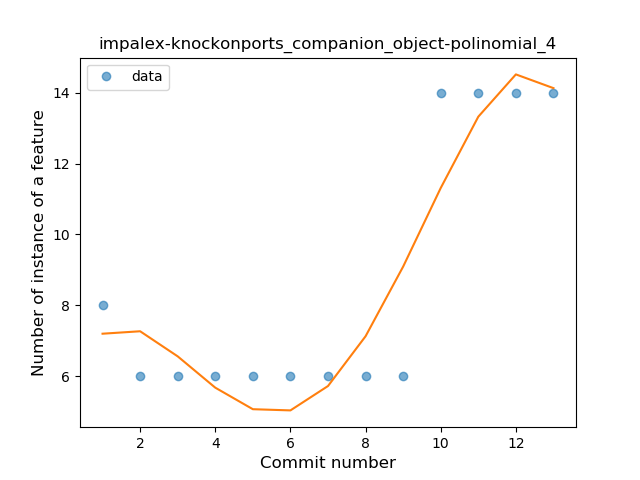 impalex-knockonports_companion_object-polinomial_4
data
Number of instance of a feature
14
12
10
8
6
2
4
6
8
10
12
Commit number